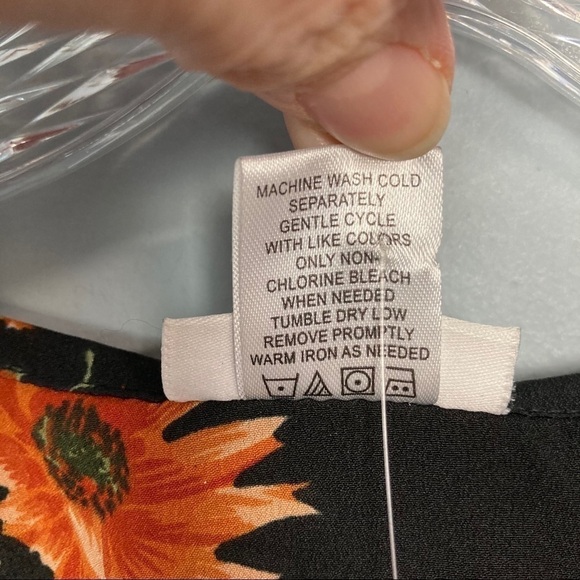 MACHINE WASH COLD
SEPARATELY
GENTLE CYCLE
WITH LIKE COLORS
ONLY NON-
CHLORINE BLEACH
WHEN NEEDED
TUMBLE DRY LOW
REMOVE PROMPTLY
WARM IRON AS NEEDED